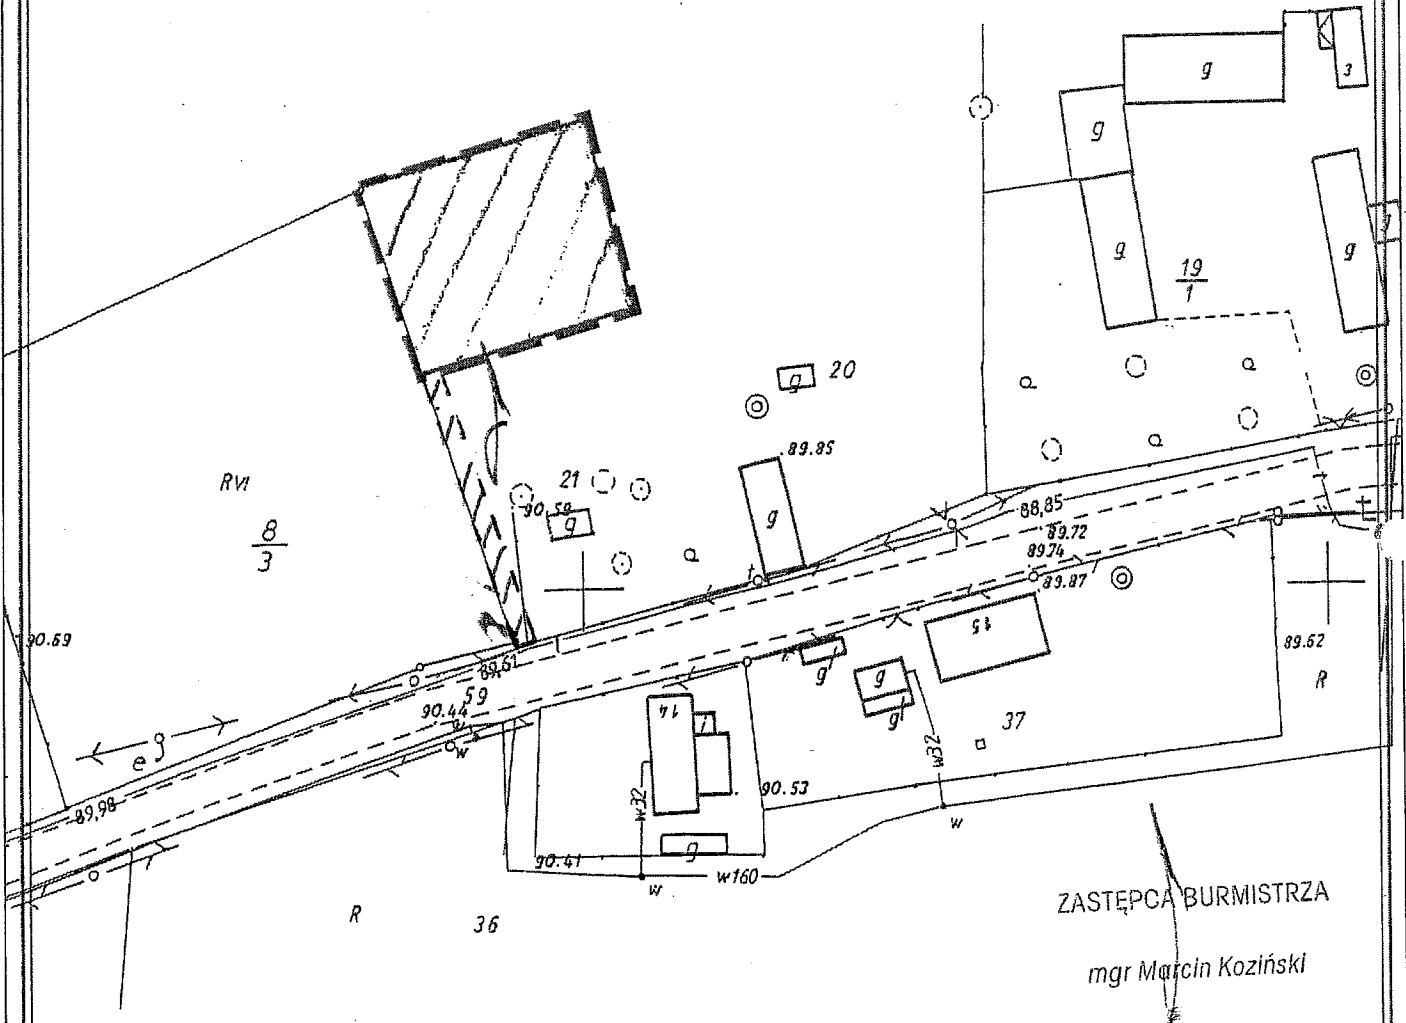 g
3
g
g
g
19
1
g
20
89.85
RVI
8
3
21
90.59
g
g
88,85
89.72
89.74
89.87
t
15
89.62
R
90.69
89,61
59
90.44
w
g
g
g
37
e g
14
i
w32
w32
90.53
89,98
g
90.41
w
w160
w
R
36
ZASTĘPCA BURMISTRZA
mgr Marcin Koziński